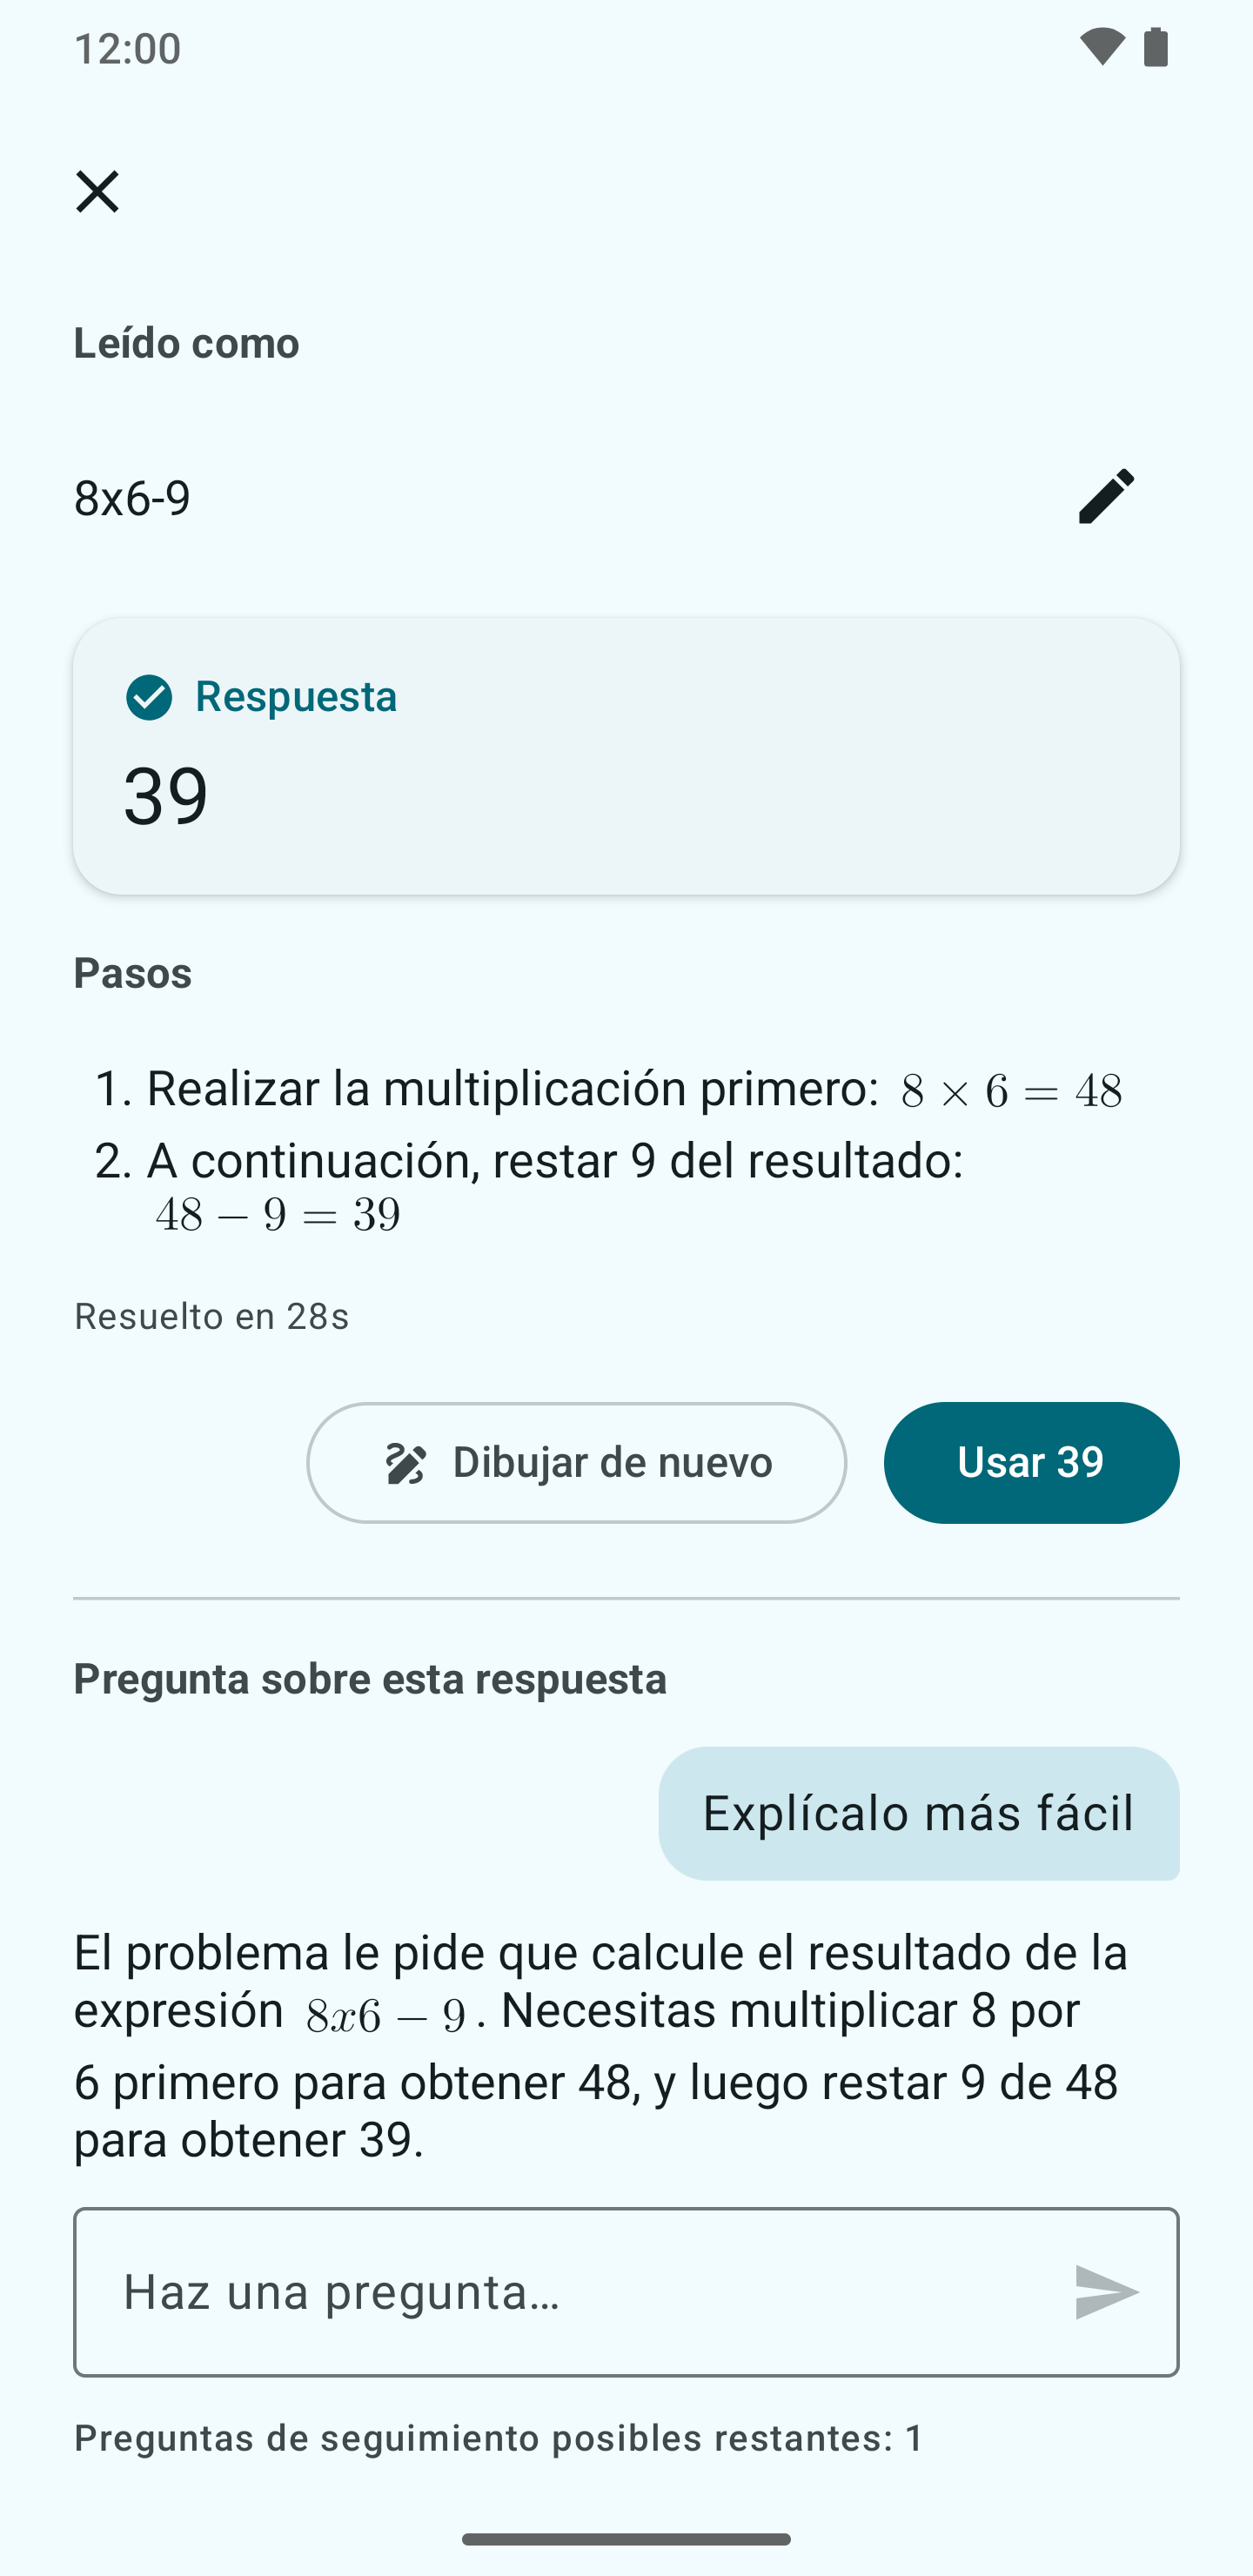 12:00
Leído como
8x6-9
Respuesta
39
Pasos
1. Realizar la multiplicación primero: 8 × 6 = 48
2. A continuación, restar 9 del resultado:
48 − 9 = 39
Resuelto en 28s
Dibujar de nuevo
Usar 39
Pregunta sobre esta respuesta
Explícalo más fácil
El problema le pide que calcule el resultado de la
expresión 8x6 − 9. Necesitas multiplicar 8 por
6 primero para obtener 48, y luego restar 9 de 48
para obtener 39.
Haz una pregunta...
Preguntas de seguimiento posibles restantes: 1